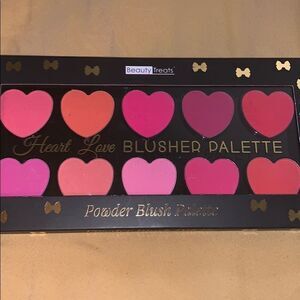 Beauty Treats
Heart Love BLUSHER PALETTE
Powder Blush Palette